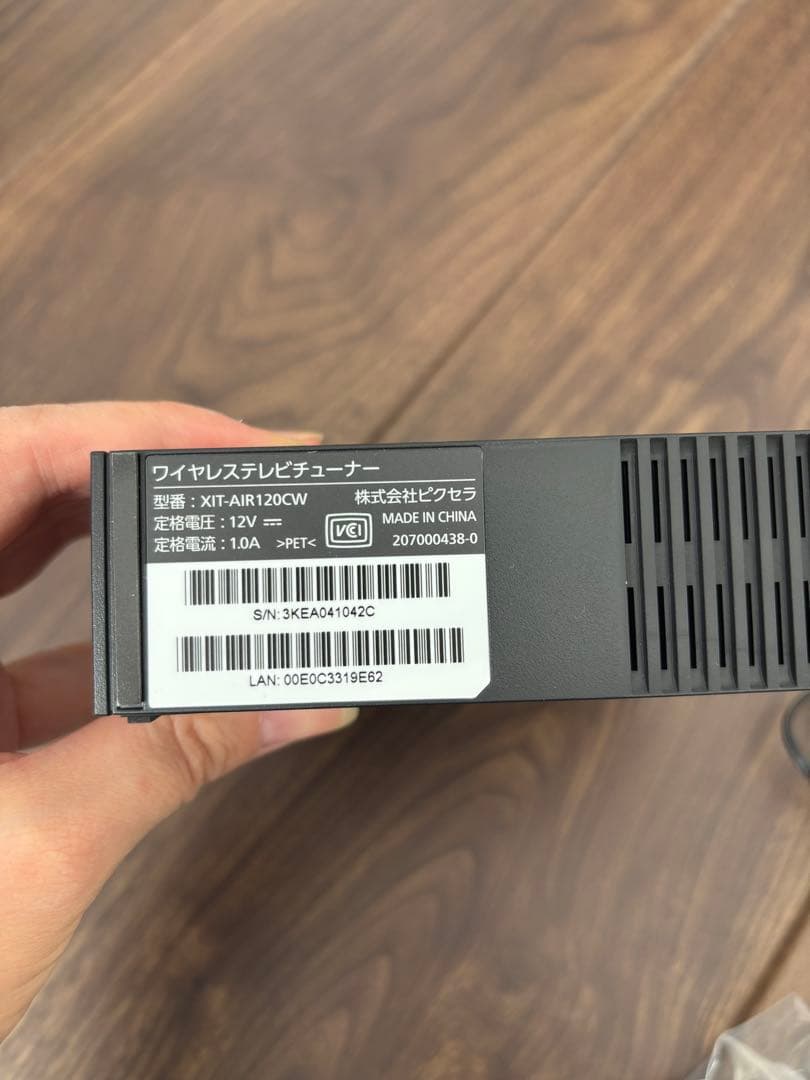 ワイヤレステレビチューナー
型番：XIT-AIR120CW 株式会社ピクセラ
定格電圧：12V ⎓ MADE IN CHINA
定格電流：1.0A >PET< VCCI 207000438-0
S/N: 3KEA041042C
LAN: 00E0C3319E62